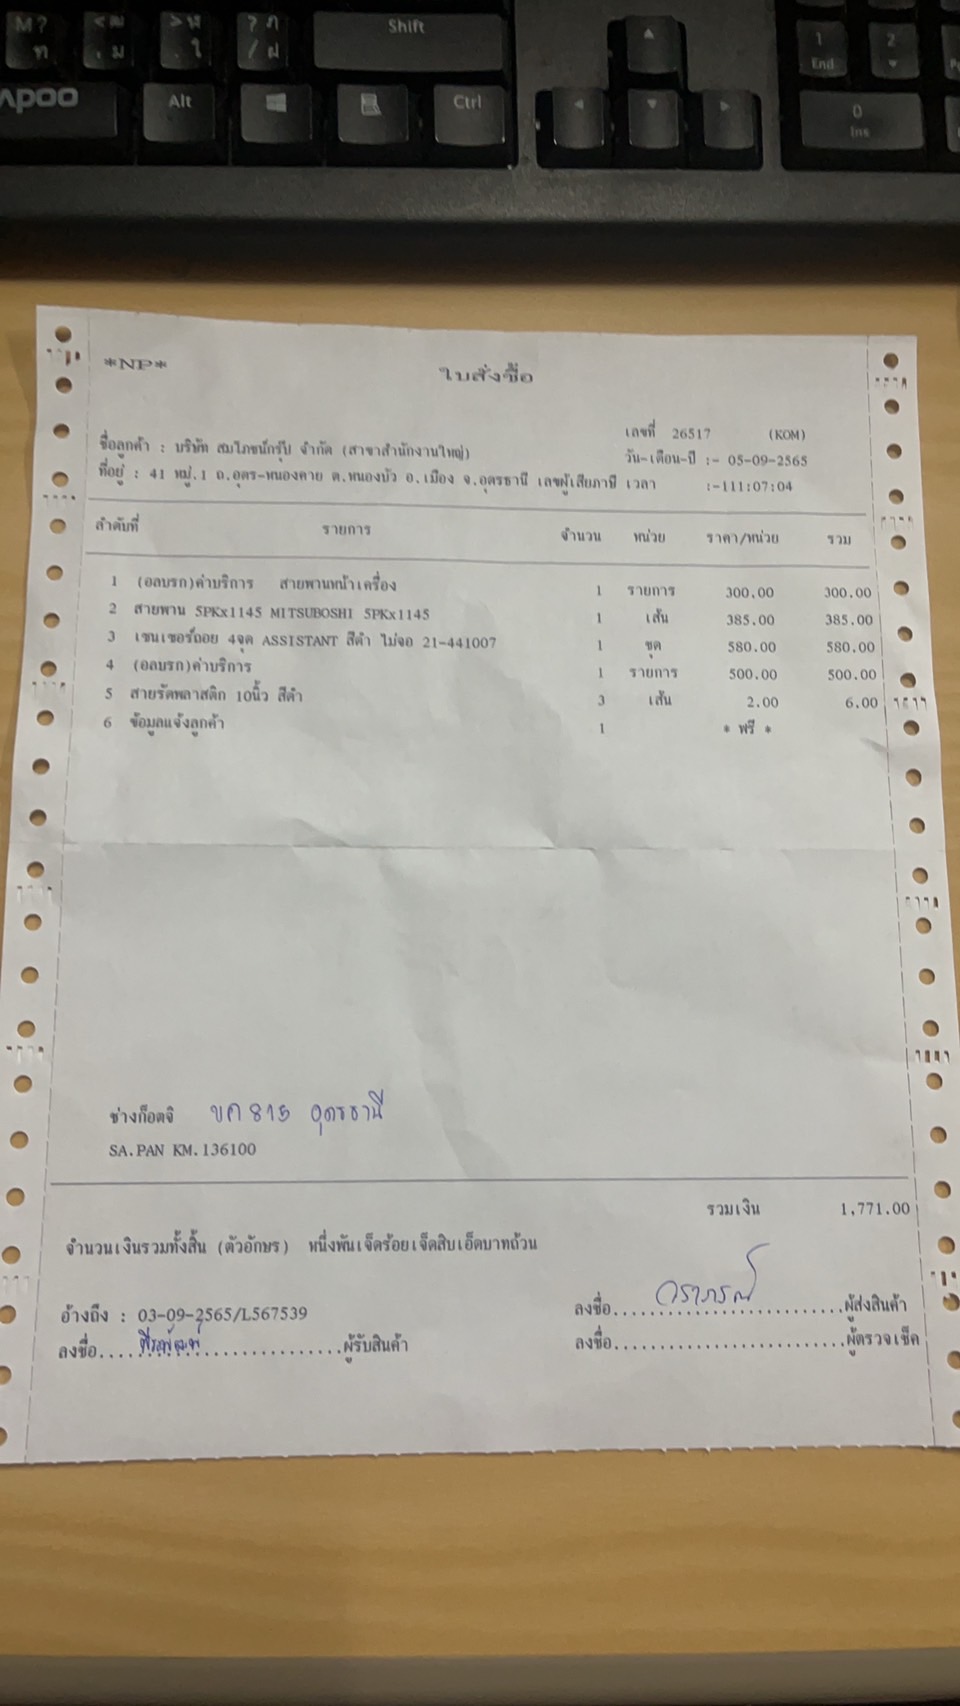 Shift
1
End
2
Alt
Ctrl
0
Ins
*NP*
ใบสั่งซื้อ
เลขที่ 26517 (KOM)
ชื่อลูกค้า : บริษัท สมโภชน์กรุ๊ป จำกัด (สาขาสำนักงานใหญ่)
วัน-เดือน-ปี :- 05-09-2565
ที่อยู่ : 41 หมู่.1 ถ.อุดร-หนองคาย ต.หนองบัว อ.เมือง จ.อุดรธานี เลขผู้เสียภาษี เวลา :-111:07:04
ลำดับที่ รายการ จำนวน หน่วย ราคา/หน่วย รวม
1 (อลบรก)ค่าบริการ สายพานหน้าเครื่อง 1 รายการ 300.00 300.00
2 สายพาน 5PKx1145 MITSUBOSHI 5PKx1145 1 เส้น 385.00 385.00
3 เซนเซอร์ถอย 4จุด ASSISTANT สีดำ ไม่จอ 21-441007 1 ชุด 580.00 580.00
4 (อลบรก)ค่าบริการ 1 รายการ 500.00 500.00
5 สายรัดพลาสติก 10นิ้ว สีดำ 3 เส้น 2.00 6.00
6 ข้อมูลแจ้งลูกค้า 1 * ฟรี *
ช่างก็อตจิ อุดรธานี
SA.PAN KM.136100
รวมเงิน 1,771.00
จำนวนเงินรวมทั้งสิ้น (ตัวอักษร) หนึ่งพันเจ็ดร้อยเจ็ดสิบเอ็ดบาทถ้วน
อ้างถึง : 03-09-2565/L567539
ลงชื่อ วราภรณ์ ผู้ส่งสินค้า
ลงชื่อ ผู้รับสินค้า
ลงชื่อ ผู้ตรวจเช็ค